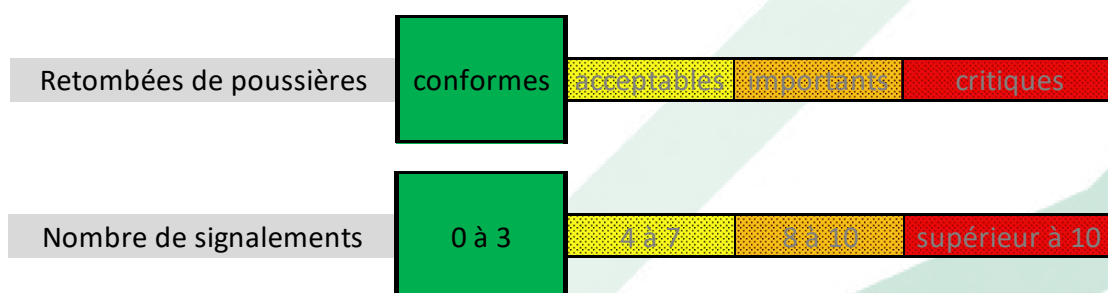 Retombées de poussières conformes acceptables importants critiques
Nombre de signalements 0 à 3 4 à 7 8 à 10 supérieur à 10